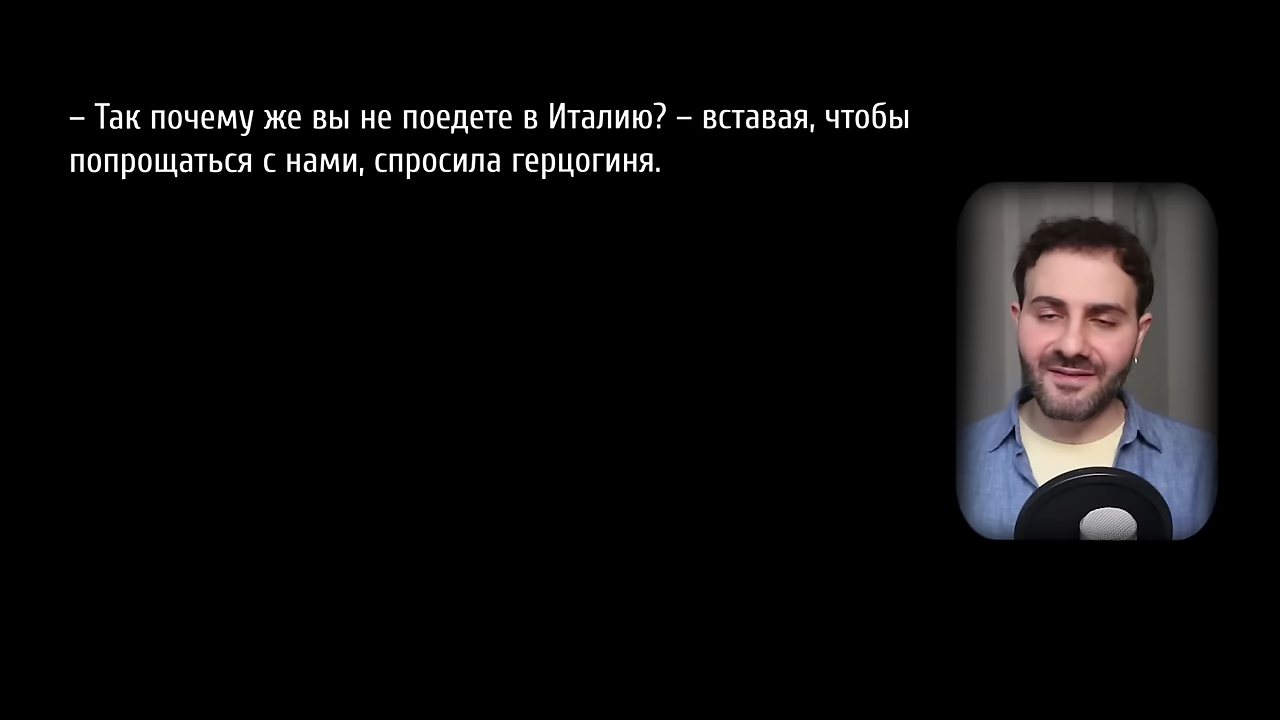 – Так почему же вы не поедете в Италию? – вставая, чтобы
попрощаться с нами, спросила герцогиня.